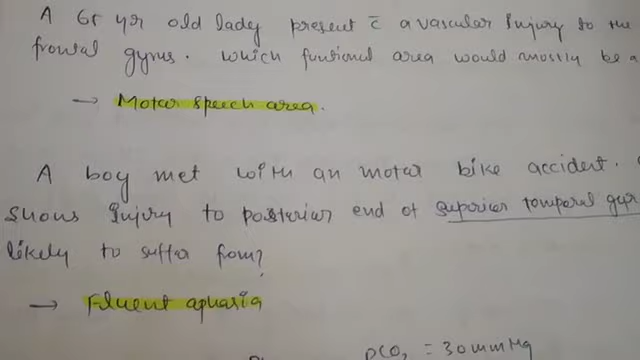 A 65 yr old lady present c̄ a vascular injury to the
frontal gyrus. which funtional area would mostly be a
→ Motor speech area.
A boy met with an motor bike accident.
shows injury to posterior end of superior temporal gyr
likely to suffer from?
→ Fluent aphasia
pCO₂ = 30 mmHg